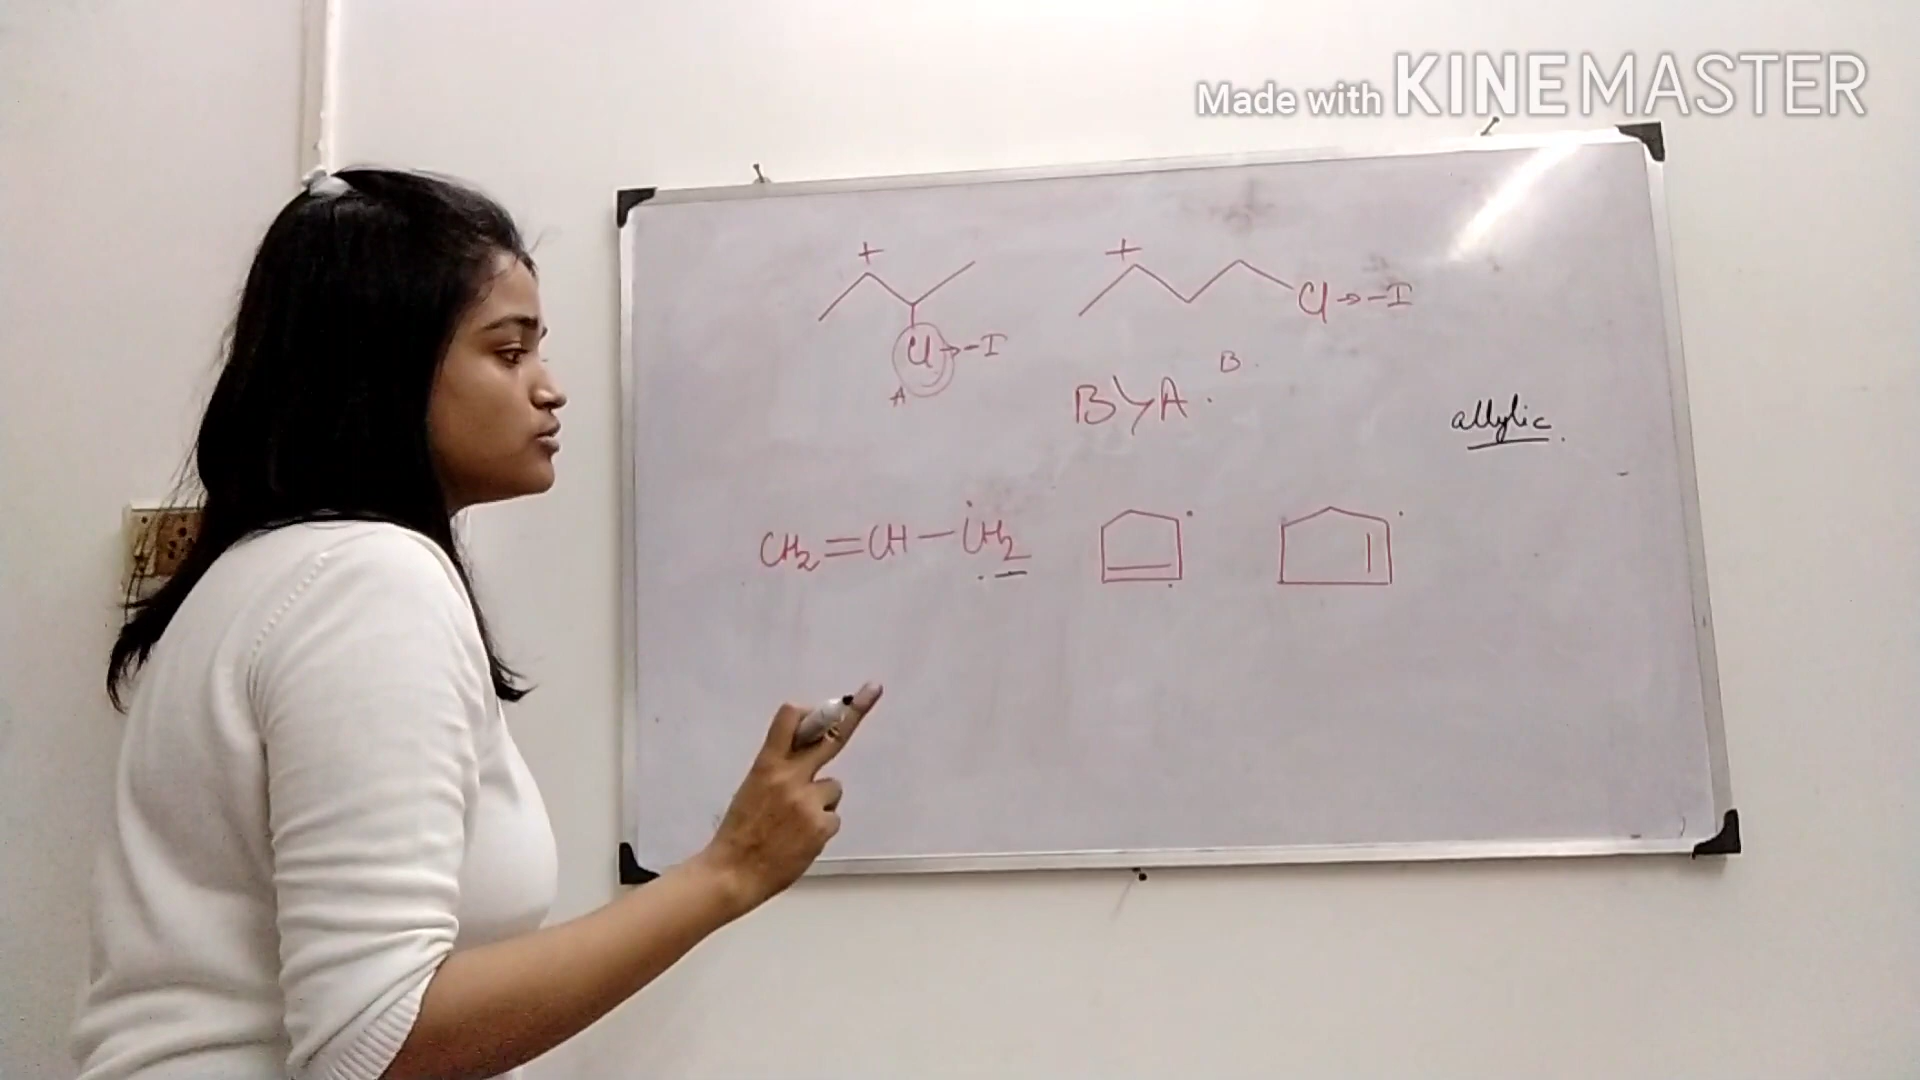 Made with KINEMASTER
+ +
Cl → -I
Cl → -I
A
B
B > A.
allylic
CH2 = CH - CH2